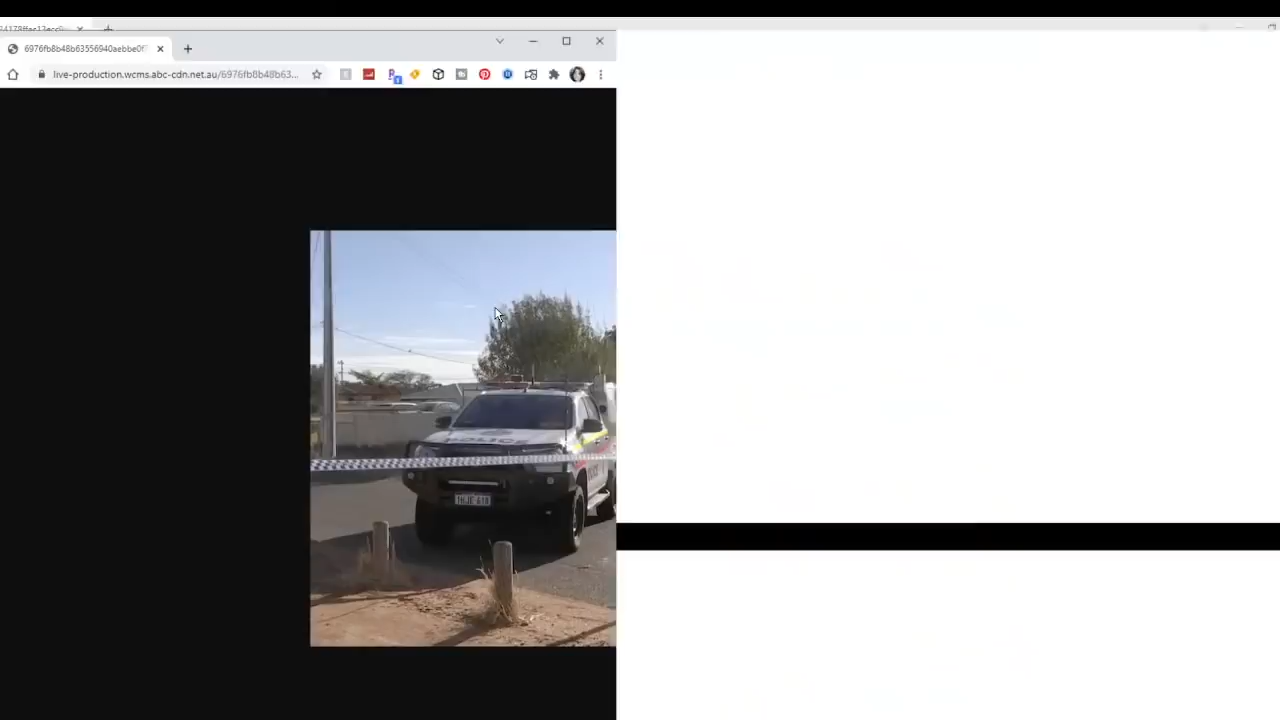 6976fb8b48b63556940aebbe0f
live-production.wcms.abc-cdn.net.au/6976fb8b48b63...
POLICE